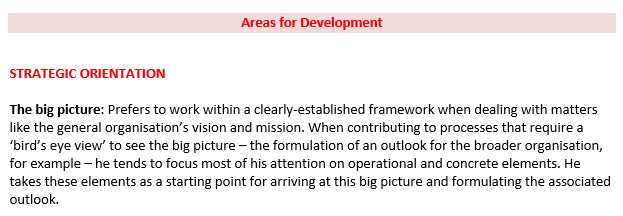 Areas for Development
STRATEGIC ORIENTATION
The big picture: Prefers to work within a clearly-established framework when dealing with matters
like the general organisation’s vision and mission. When contributing to processes that require a
‘bird’s eye view’ to see the big picture – the formulation of an outlook for the broader organisation,
for example – he tends to focus most of his attention on operational and concrete elements. He
takes these elements as a starting point for arriving at this big picture and formulating the associated
outlook.